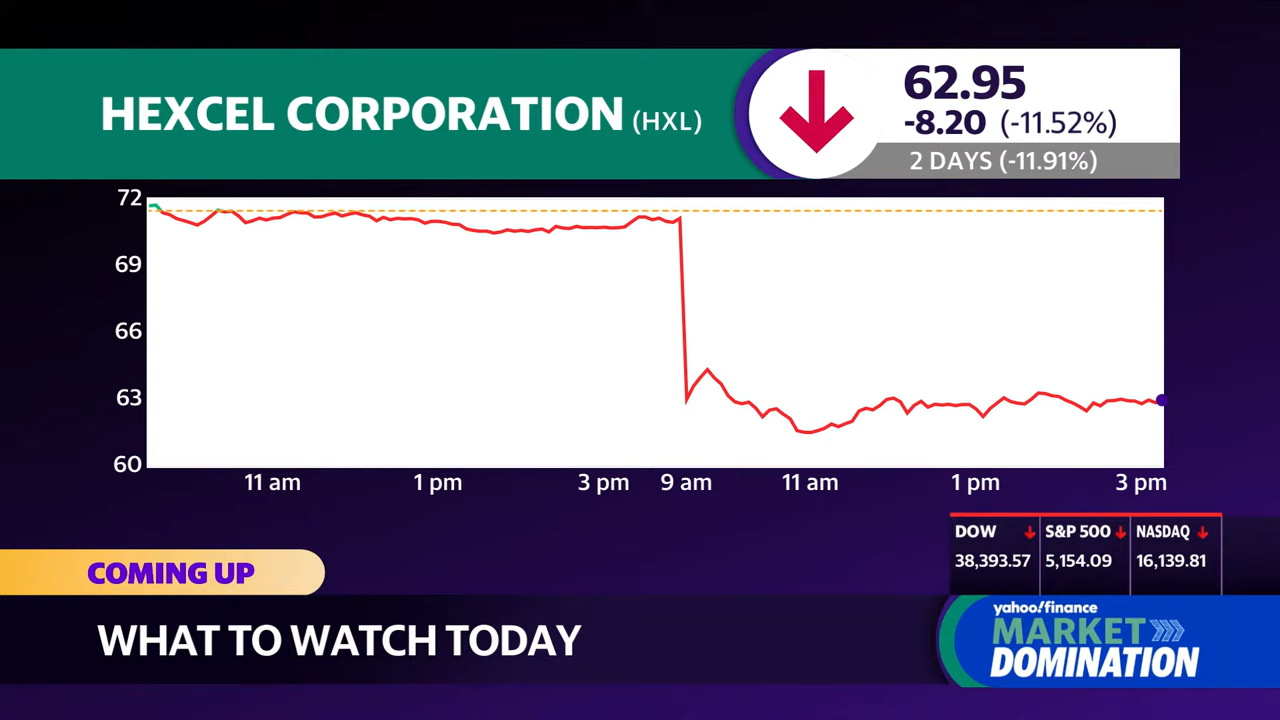 HEXCEL CORPORATION (HXL)
62.95
-8.20 (-11.52%)
2 DAYS (-11.91%)
72
69
66
63
60
11 am 1 pm 3 pm 9 am 11 am 1 pm 3 pm
DOW S&P 500 NASDAQ
38,393.57 5,154.09 16,139.81
COMING UP
WHAT TO WATCH TODAY
yahoo!finance
MARKET
DOMINATION